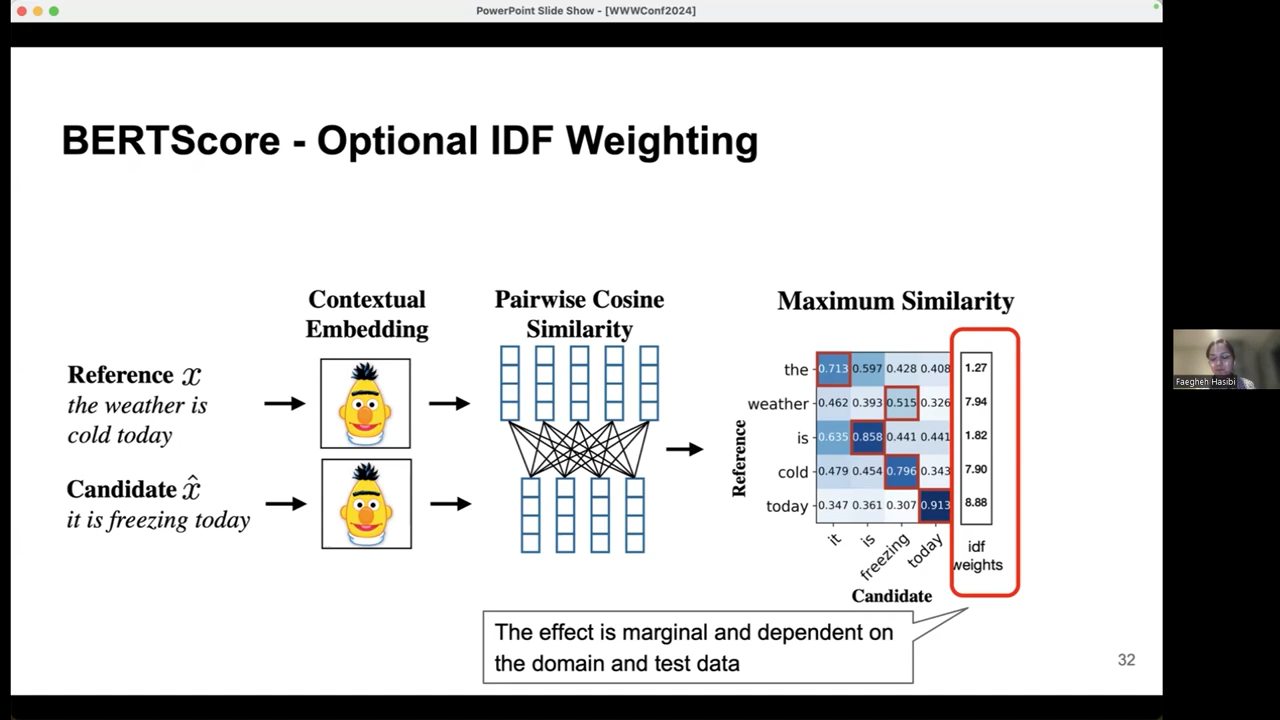 PowerPoint Slide Show - [WWWConf2024]
BERTScore - Optional IDF Weighting
Contextual
Embedding
Pairwise Cosine
Similarity
Maximum Similarity
Reference x
the weather is
cold today
Candidate x̂
it is freezing today
Reference
the 0.713 0.597 0.428 0.408 1.27
weather 0.462 0.393 0.515 0.326 7.94
is 0.635 0.858 0.441 0.441 1.82
cold 0.479 0.454 0.796 0.343 7.90
today 0.347 0.361 0.307 0.913 8.88
it is freezing today
idf
weights
Candidate
The effect is marginal and dependent on
the domain and test data
32
Faegheh Hasibi